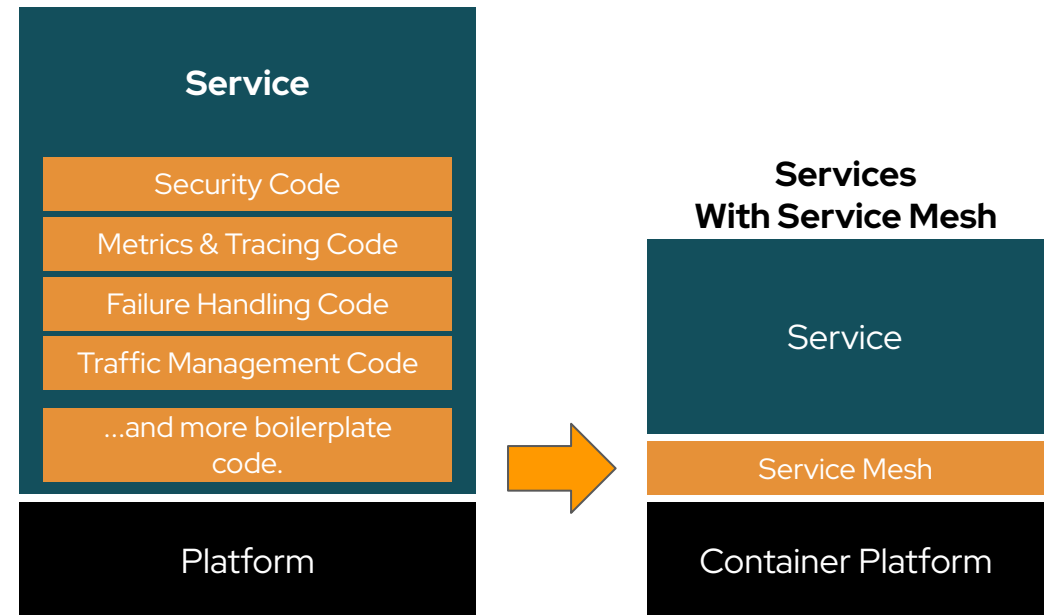 Service
Security Code
Metrics & Tracing Code
Failure Handling Code
Traffic Management Code
...and more boilerplate
code.
Platform
Services
With Service Mesh
Service
Service Mesh
Container Platform